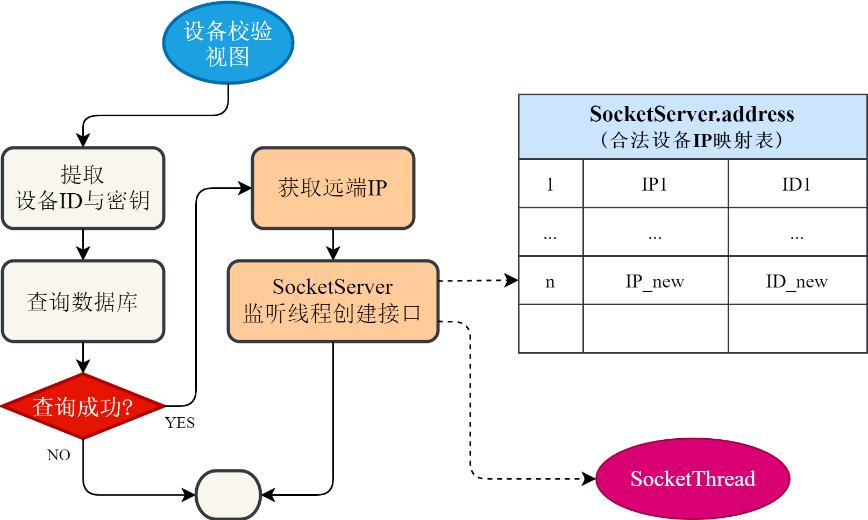 设备校验
视图
提取
设备ID与密钥
查询数据库
查询成功?
YES
NO
获取远端IP
SocketServer
监听线程创建接口
SocketServer.address
（合法设备IP映射表）
1 IP1 ID1
... ... ...
n IP_new ID_new
SocketThread